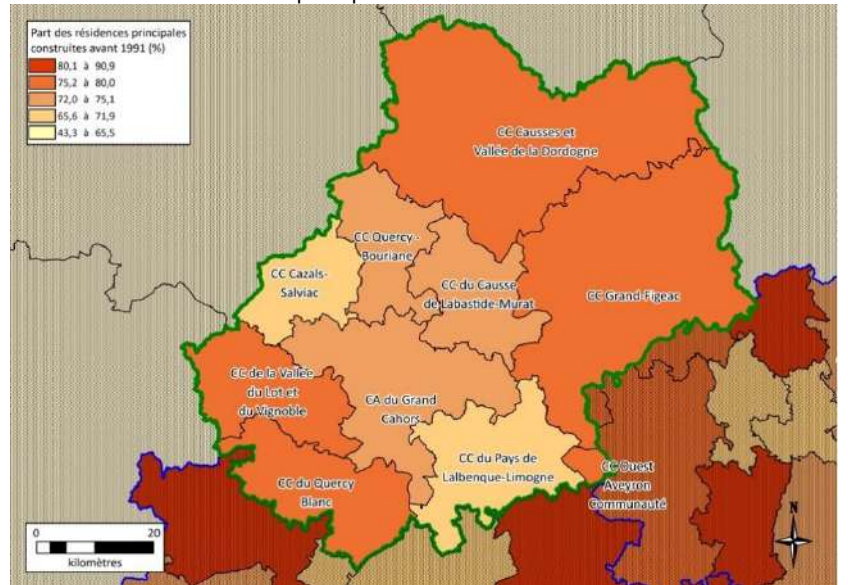 Part des résidences principales
construites avant 1991 (%)
80,1 à 90,9
75,2 à 80,0
72,0 à 75,1
65,6 à 71,9
43,3 à 65,5
CC Causses et
Vallée de la Dordogne
CC Quercy -
Bouriane
CC Cazals-
Salviac
CC du Causse
de Labastide-Murat
CC Grand-Figeac
CC de la Vallée
du Lot et
du Vignoble
CA du Grand
Cahors
CC du Pays de
Lalbenque-Limogne
CC du Quercy
Blanc
CC Ouest
Aveyron
Communauté
0 20
kilomètres
N